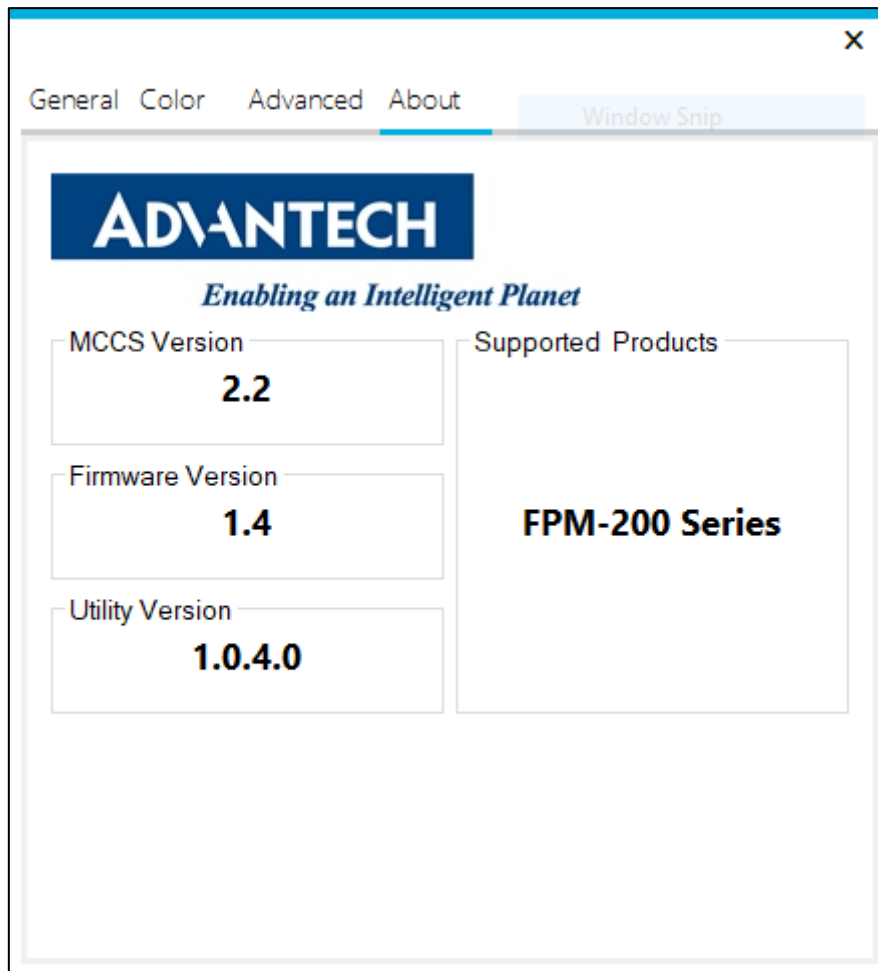 ×
General Color Advanced About
Window Snip
ADVANTECH
Enabling an Intelligent Planet
MCCS Version
2.2
Firmware Version
1.4
Utility Version
1.0.4.0
Supported Products
FPM-200 Series